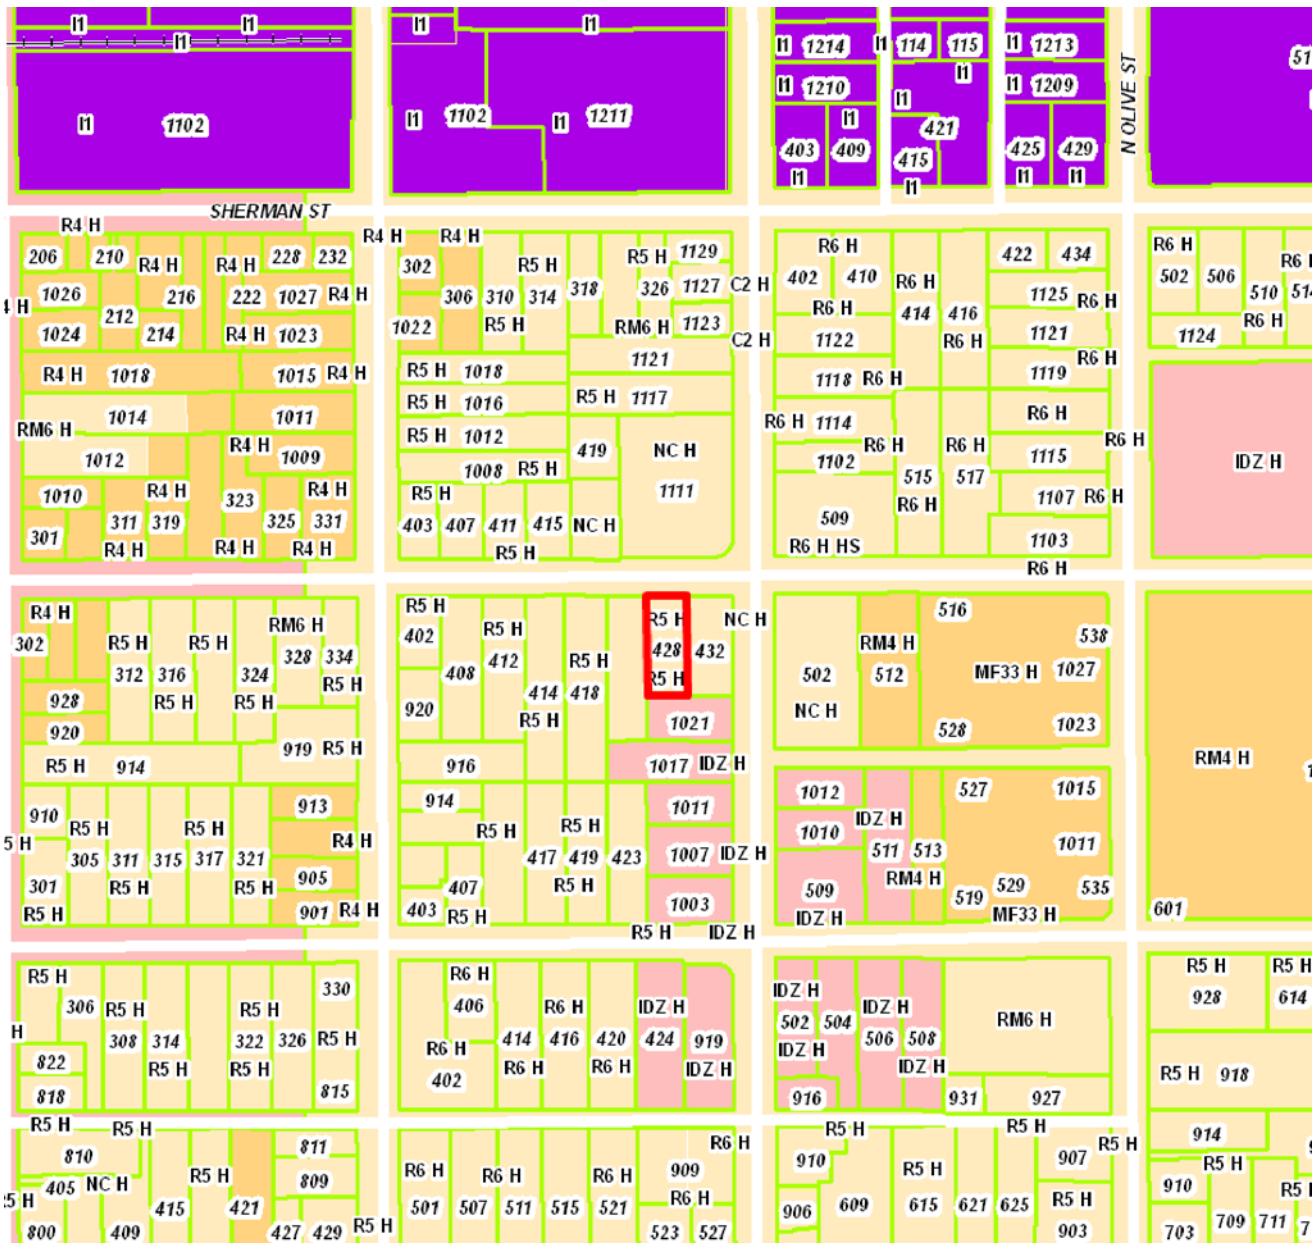 I1 I1 I1
I1
I1 1102
I1 1102 I1 1211
I1 1214 I1 114 115 I1 1213
I1 1210 I1 I1 I1 1209
I1 421
403 409 415 425 429
I1 I1 I1 I1
N OLIVE ST
51
SHERMAN ST
R4 H
206 210 R4 H R4 H 228 232
1026 212 216 222 1027 R4 H
4 H
1024 214 R4 H 1023
R4 H 1018 1015 R4 H
1014 1011
RM6 H R4 H
1012 1009
1010 R4 H 323 R4 H
301 311 319 325 331
R4 H R4 H R4 H
R4 H R4 H
302 R5 H R5 H 1129
306 310 314 318 326 1127 C2 H
1022 R5 H RM6 H 1123
C2 H
1121
R5 H 1018
R5 H 1016 R5 H 1117
R5 H 1012 419 NC H
1008 R5 H 1111
R5 H
403 407 411 415 NC H
R5 H
R6 H 422 434
402 410 R6 H
R6 H 414 416 1125 R6 H
1122 R6 H 1121
1118 R6 H R6 H
1119
R6 H 1114 R6 H R6 H R6 H
R6 H
1102 515 517 1115
509 R6 H 1107 R6 H
R6 H HS 1103
R6 H
R6 H
502 506 R6 H
510 514
1124 R6 H
IDZ H
R4 H RM6 H
302 R5 H R5 H 328 334
312 316 324 R5 H
928 R5 H R5 H
920
919 R5 H
R5 H 914
910 R5 H R5 H 913
5 H R4 H
305 311 315 317 321
301 R5 H R5 H 905
R5 H 901 R4 H
R5 H R5 H NC H
402 R5 H 428 432
408 412 R5 H R5 H
920 414 418 1021
R5 H
916 1017 IDZ H
914 R5 H R5 H 1011
417 419 423 1007 IDZ H
407 R5 H
403 R5 H 1003
R5 H IDZ H
516
RM4 H 538
502 512 MF33 H 1027
NC H
528 1023
1012 527 1015
1010 IDZ H
511 513 1011
509 RM4 H 529 535
IDZ H 519 MF33 H
RM4 H 1
601
R5 H 330
306 R5 H R5 H
H 308 314 322 326 R5 H
822 R5 H R5 H
818 815
R6 H IDZ H
406 R6 H
414 416 420 424 919
R6 H R6 H R6 H IDZ H
402
IDZ H IDZ H RM6 H
502 504 506 508
IDZ H IDZ H
916 931 927
R5 H R5 H
928 614
R5 H 918
914 9
R5 H R5 H 811
810 R5 H 809
5 H 405 NC H
415 421
800 409 427 429 R5 H
R6 H
R6 H R6 H R6 H 909
501 507 511 515 521 R6 H
523 527
R5 H R5 H
910 R5 H 907 R5 H
906 609 615 621 625 R5 H
903
R5 H
910 R5
703 709 711 7